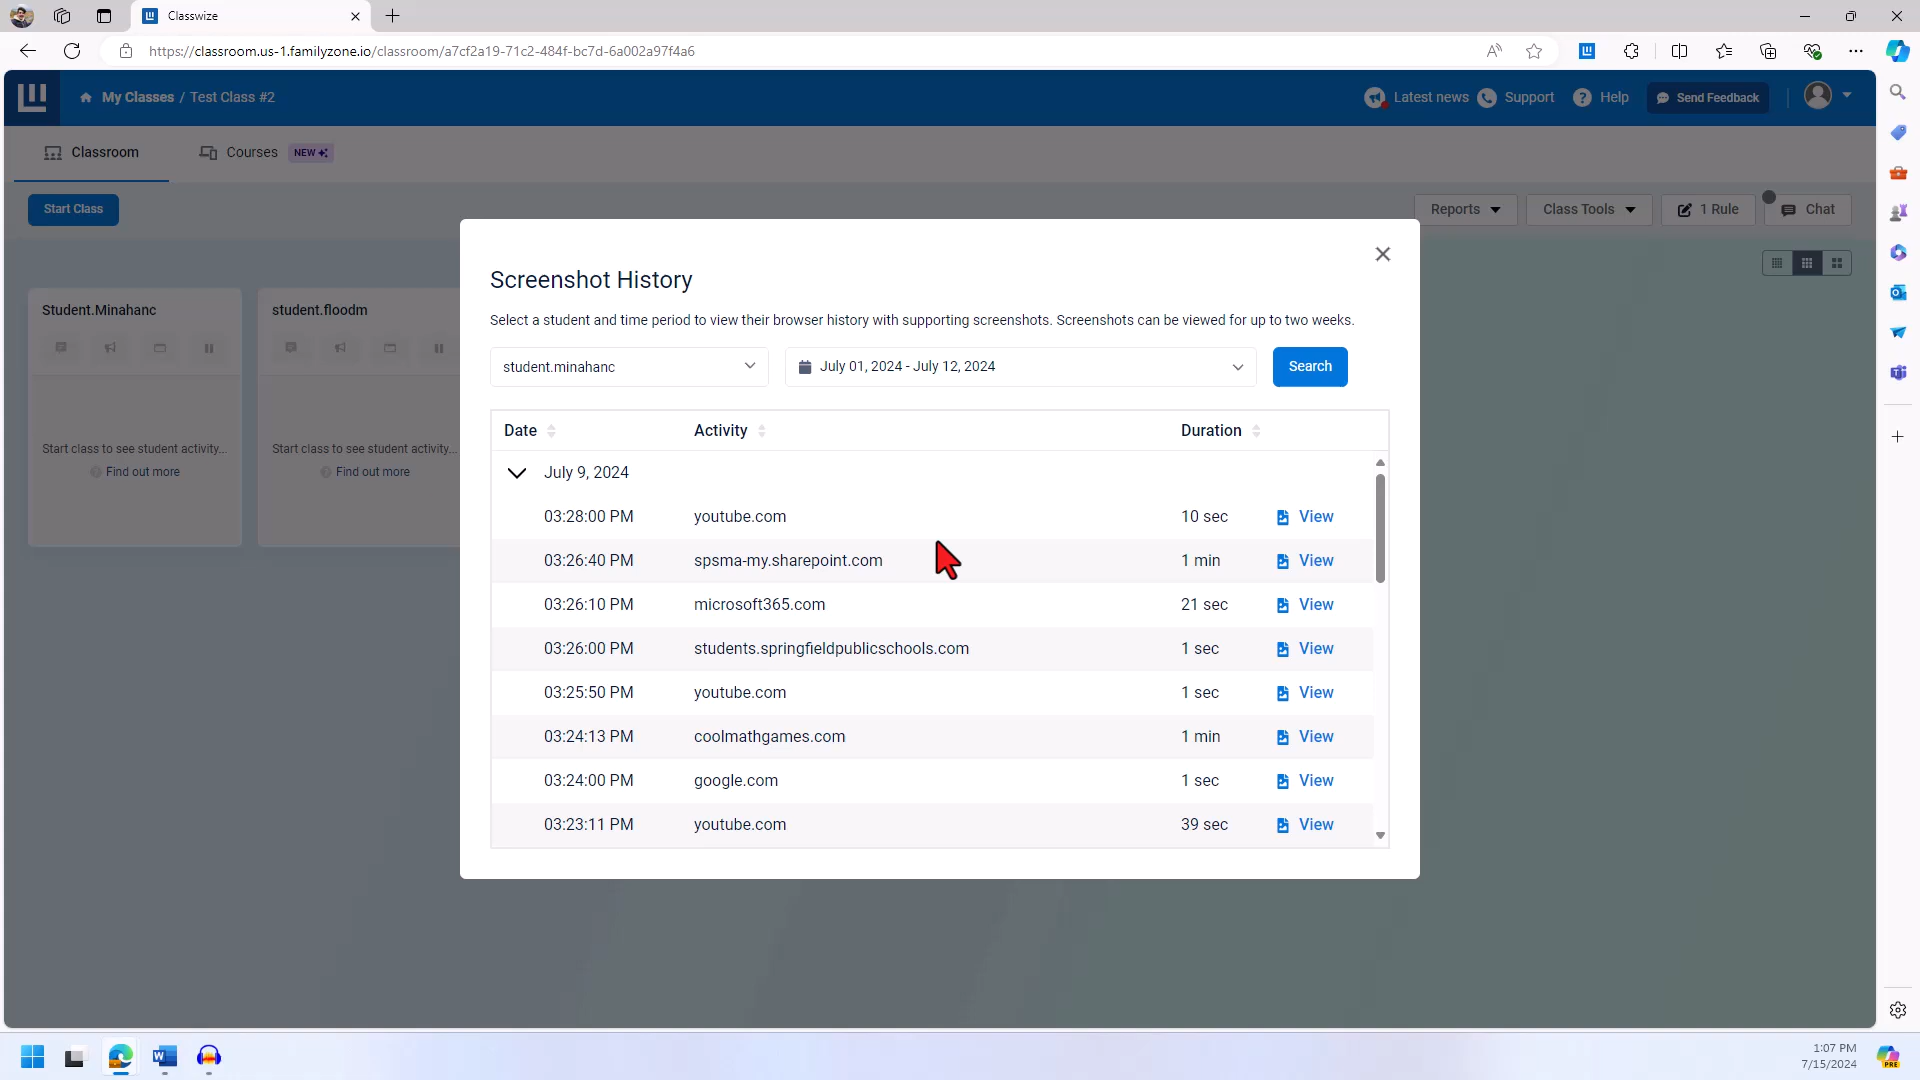 Classwize
https://classroom.us-1.familyzone.io/classroom/a7cf2a19-71c2-484f-bc7d-6a002a97f4a6
My Classes / Test Class #2
Latest news Support Help Send Feedback
Classroom Courses NEW
Start Class
Reports Class Tools 1 Rule Chat
Student.Minahanc
student.floodm
Start class to see student activity...
Find out more
Start class to see student activity...
Find out more
Screenshot History
Select a student and time period to view their browser history with supporting screenshots. Screenshots can be viewed for up to two weeks.
student.minahanc July 01, 2024 - July 12, 2024 Search
Date Activity Duration
July 9, 2024
03:28:00 PM youtube.com 10 sec View
03:26:40 PM spsma-my.sharepoint.com 1 min View
03:26:10 PM microsoft365.com 21 sec View
03:26:00 PM students.springfieldpublicschools.com 1 sec View
03:25:50 PM youtube.com 1 sec View
03:24:13 PM coolmathgames.com 1 min View
03:24:00 PM google.com 1 sec View
03:23:11 PM youtube.com 39 sec View
1:07 PM
7/15/2024
PRE